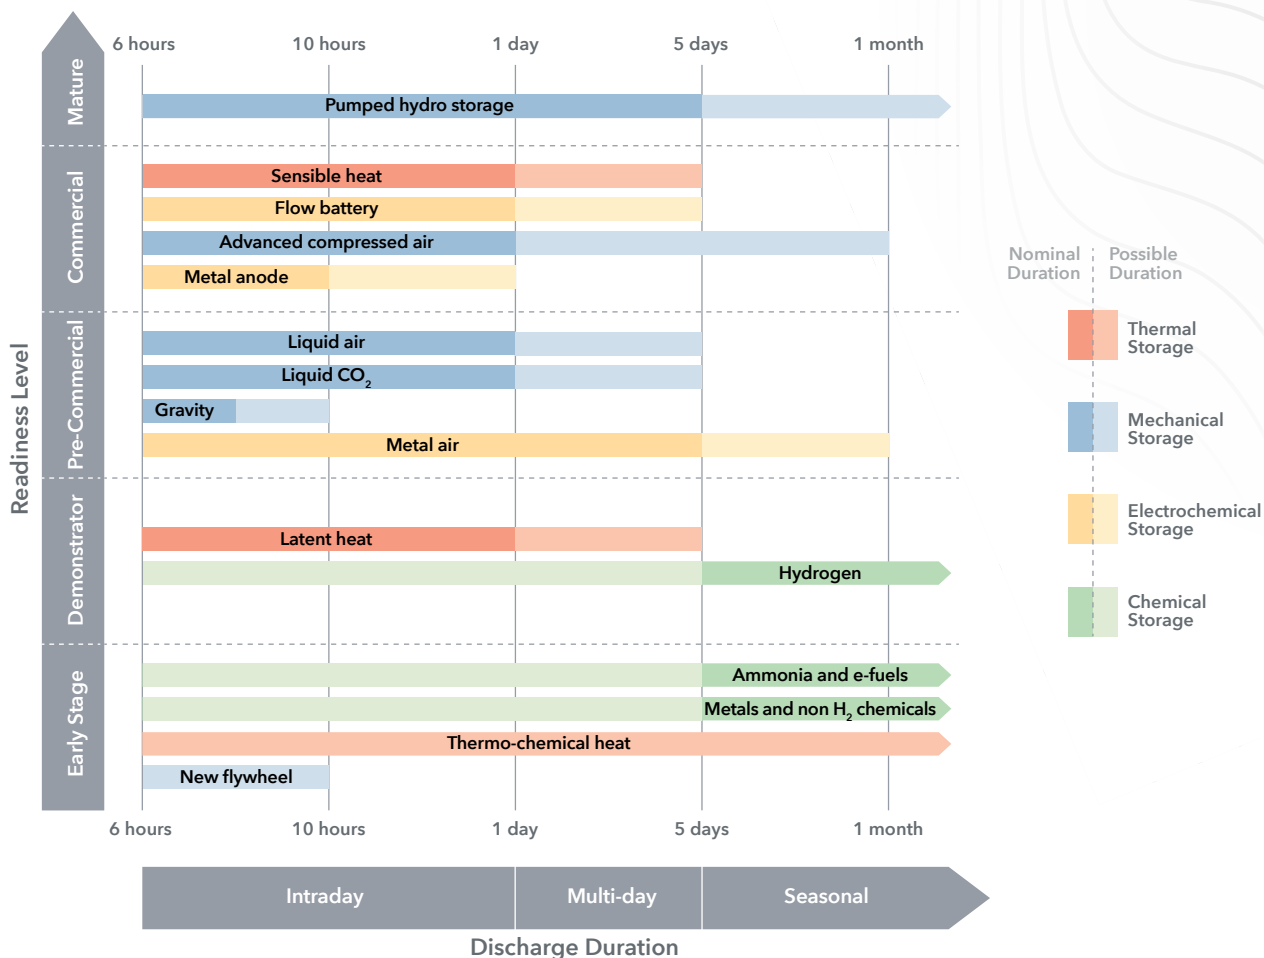 6 hours
10 hours
1 day
5 days
1 month
Readiness Level
Mature
Pumped hydro storage
Commercial
Sensible heat
Flow battery
Advanced compressed air
Metal anode
Pre-Commercial
Liquid air
Liquid CO2
Gravity
Metal air
Demonstrator
Latent heat
Hydrogen
Early Stage
Ammonia and e-fuels
Metals and non H2 chemicals
Thermo-chemical heat
New flywheel
6 hours
10 hours
1 day
5 days
1 month
Intraday
Multi-day
Seasonal
Discharge Duration
Nominal
Duration
Possible
Duration
Thermal
Storage
Mechanical
Storage
Electrochemical
Storage
Chemical
Storage